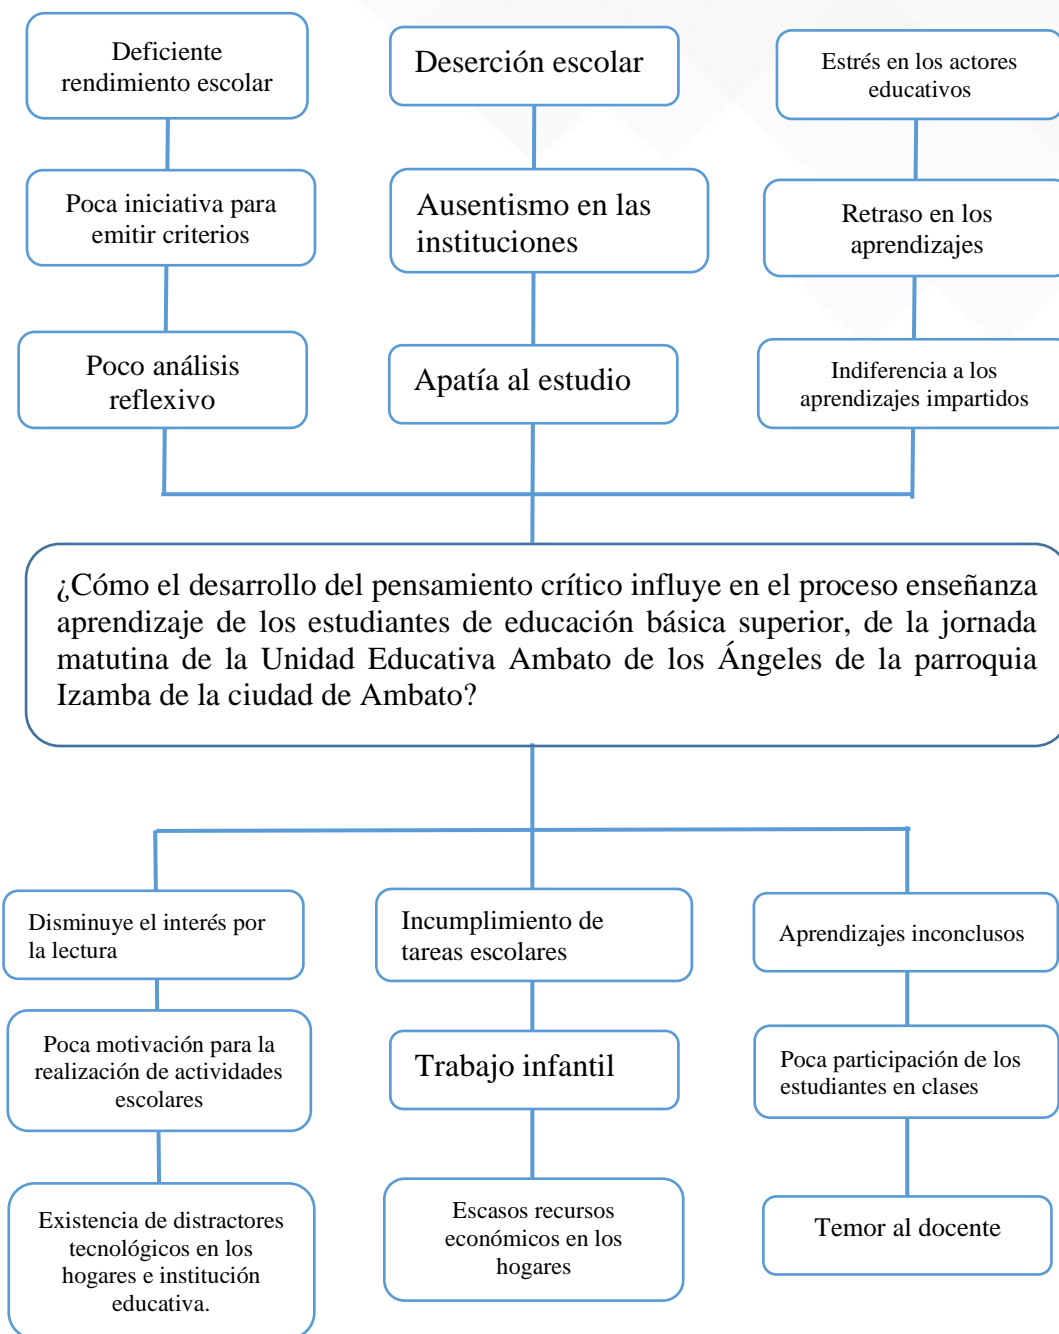 Deficiente
rendimiento escolar
Deserción escolar
Estrés en los actores
educativos
Poca iniciativa para
emitir criterios
Ausentismo en las
instituciones
Retraso en los
aprendizajes
Poco análisis
reflexivo
Apatía al estudio
Indiferencia a los
aprendizajes impartidos
¿Cómo el desarrollo del pensamiento crítico influye en el proceso enseñanza
aprendizaje de los estudiantes de educación básica superior, de la jornada
matutina de la Unidad Educativa Ambato de los Ángeles de la parroquia
Izamba de la ciudad de Ambato?
Disminuye el interés por
la lectura
Incumplimiento de
tareas escolares
Aprendizajes inconclusos
Poca motivación para la
realización de actividades
escolares
Trabajo infantil
Poca participación de los
estudiantes en clases
Existencia de distractores
tecnológicos en los
hogares e institución
educativa.
Escasos recursos
económicos en los
hogares
Temor al docente